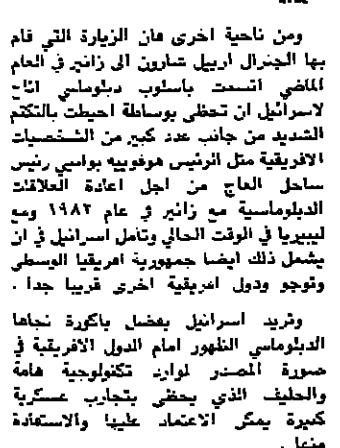 ومن ناحية اخرى فان الزيارة التي قام
بها الجنرال ارييل شارون الى زائير في العام
الماضي اتسمت باسلوب دبلوماسي اتاح
لاسرائيل ان تحظى بوساطة احيطت بالتكتم
الشديد من جانب عدد كبير من الشخصيات
الافريقية مثل الرئيس هوفوييه بواسي رئيس
ساحل العاج من اجل اعادة العلاقات
الدبلوماسية مع زائير في عام ١٩٨٢ ومع
ليبيريا في الوقت الحالي وتأمل اسرائيل في ان
يشمل ذلك ايضا جمهورية افريقيا الوسطى
وتوجو ودول افريقية اخرى قريبا جدا .
وتريد اسرائيل بفضل باكورة نجاحها
الدبلوماسي الظهور امام الدول الافريقية في
صورة المصدر لموارد تكنولوجية هامة
والحليف الذي يحظى بتجارب عسكرية
كبيرة يمكن الاعتماد عليها والاستفادة
منها .